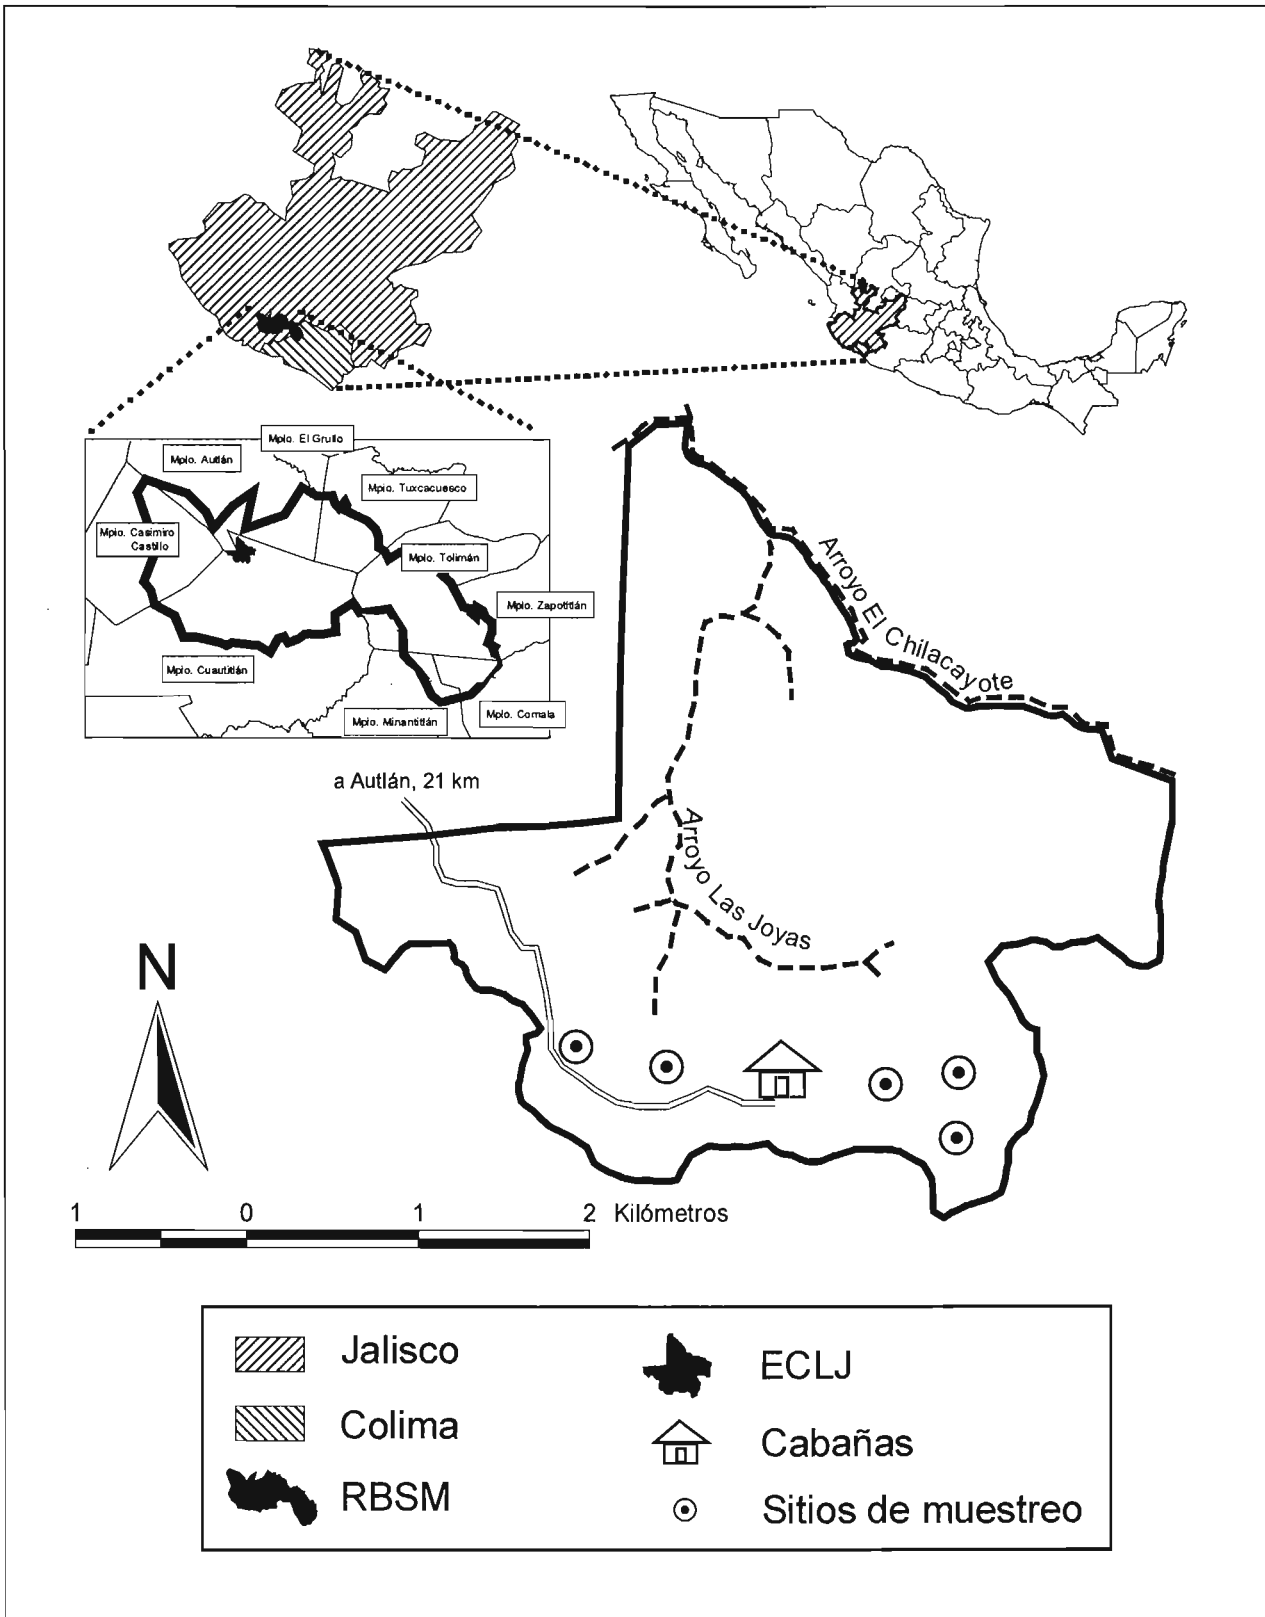 Mpio. El Grullo
Mpio. Autlán
Mpio. Tuxcacuesco
Mpio. Casimiro
Castillo
Mpio. Tolimán
Mpio. Zapotitlán
Mpio. Cuautitlán
Mpio. Minantitlán
Mpio. Comala
Arroyo El Chilacayote
a Autlán, 21 km
Arroyo Las Joyas
N
1 0 1 2 Kilómetros
Jalisco
Colima
RBSM
ECLJ
Cabañas
Sitios de muestreo